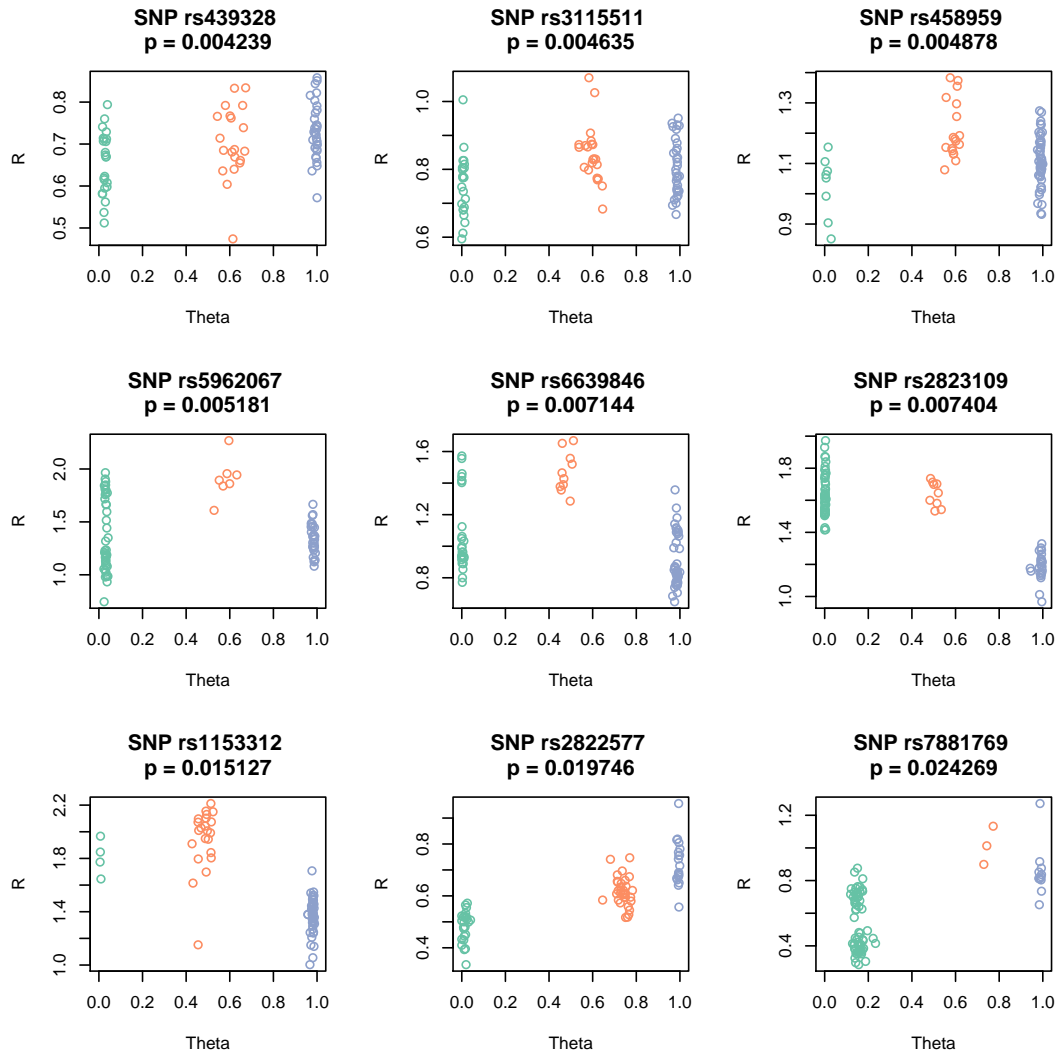 SNP rs439328
p = 0.004239
R
0.5 0.6 0.7 0.8
0.0 0.2 0.4 0.6 0.8 1.0
Theta
SNP rs3115511
p = 0.004635
R
0.6 0.8 1.0
0.0 0.2 0.4 0.6 0.8 1.0
Theta
SNP rs458959
p = 0.004878
R
0.9 1.1 1.3
0.0 0.2 0.4 0.6 0.8 1.0
Theta
SNP rs5962067
p = 0.005181
R
1.0 1.5 2.0
0.0 0.2 0.4 0.6 0.8 1.0
Theta
SNP rs6639846
p = 0.007144
R
0.8 1.2 1.6
0.0 0.2 0.4 0.6 0.8 1.0
Theta
SNP rs2823109
p = 0.007404
R
1.0 1.4 1.8
0.0 0.2 0.4 0.6 0.8 1.0
Theta
SNP rs1153312
p = 0.015127
R
1.0 1.4 1.8 2.2
0.0 0.2 0.4 0.6 0.8 1.0
Theta
SNP rs2822577
p = 0.019746
R
0.4 0.6 0.8
0.0 0.2 0.4 0.6 0.8 1.0
Theta
SNP rs7881769
p = 0.024269
R
0.4 0.8 1.2
0.0 0.2 0.4 0.6 0.8 1.0
Theta